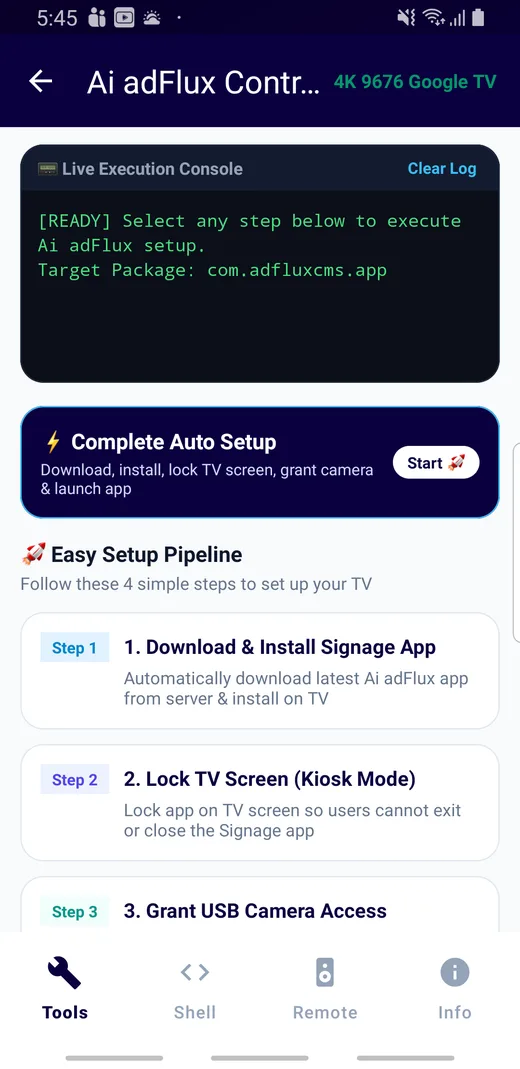 5:45
Ai adFlux Contr... 4K 9676 Google TV
Live Execution Console Clear Log
[READY] Select any step below to execute
Ai adFlux setup.
Target Package: com.adfluxcms.app
⚡ Complete Auto Setup
Download, install, lock TV screen, grant camera
& launch app
Start 🚀
🚀 Easy Setup Pipeline
Follow these 4 simple steps to set up your TV
Step 1 1. Download & Install Signage App
Automatically download latest Ai adFlux app
from server & install on TV
Step 2 2. Lock TV Screen (Kiosk Mode)
Lock app on TV screen so users cannot exit
or close the Signage app
Step 3 3. Grant USB Camera Access
Tools Shell Remote Info